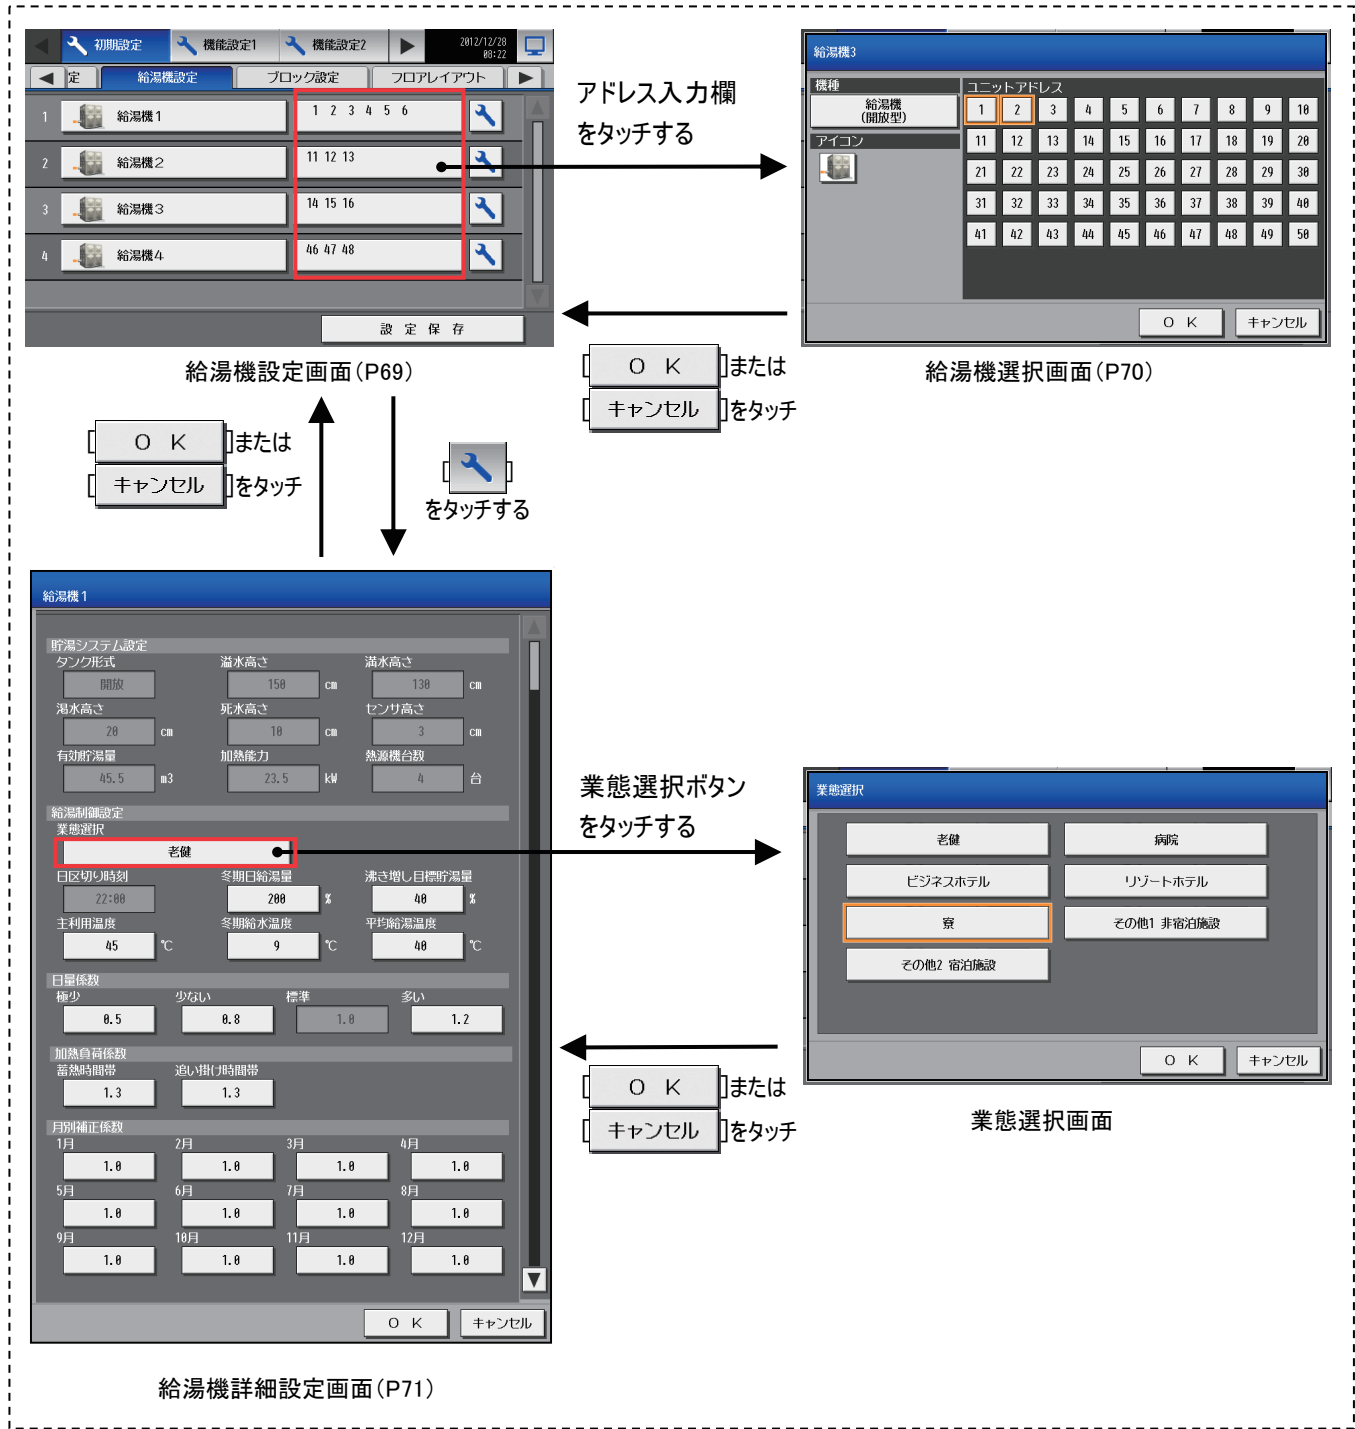 初期設定 機能設定1 機能設定2 2012/12/28 08:22
定 給湯機設定 ブロック設定 フロアレイアウト
1 給湯機1 1 2 3 4 5 6
2 給湯機2 11 12 13
3 給湯機3 14 15 16
4 給湯機4 46 47 48
設 定 保 存
給湯機設定画面(P69)
アドレス入力欄
をタッチする
給湯機3
機種
給湯機
(開放型)
アイコン
ユニットアドレス
1 2 3 4 5 6 7 8 9 10
11 12 13 14 15 16 17 18 19 20
21 22 23 24 25 26 27 28 29 30
31 32 33 34 35 36 37 38 39 40
41 42 43 44 45 46 47 48 49 50
O K キャンセル
給湯機選択画面(P70)
[ O K ]または
[ キャンセル ]をタッチ
[ O K ]または
[ キャンセル ]をタッチ
[ ]
をタッチする
給湯機1
貯湯システム設定
タンク形式 溢水高さ 満水高さ
開放 150 cm 130 cm
渇水高さ 死水高さ センサ高さ
20 cm 10 cm 3 cm
有効貯湯量 加熱能力 熱源機台数
45.5 m3 23.5 kW 4 台
給湯制御設定
業態選択
老健
日区切り時刻 冬期日給湯量 沸き増し目標貯湯量
22:00 200 % 40 %
主利用温度 冬期給水温度 平均給湯温度
45 ℃ 9 ℃ 40 ℃
日量係数
極少 少ない 標準 多い
0.5 0.8 1.0 1.2
加熱負荷係数
蓄熱時間帯 追い掛け時間帯
1.3 1.3
月別補正係数
1月 2月 3月 4月
1.0 1.0 1.0 1.0
5月 6月 7月 8月
1.0 1.0 1.0 1.0
9月 10月 11月 12月
1.0 1.0 1.0 1.0
O K キャンセル
給湯機詳細設定画面(P71)
業態選択ボタン
をタッチする
業態選択
老健 病院
ビジネスホテル リゾートホテル
寮 その他1 非宿泊施設
その他2 宿泊施設
O K キャンセル
業態選択画面
[ O K ]または
[ キャンセル ]をタッチ